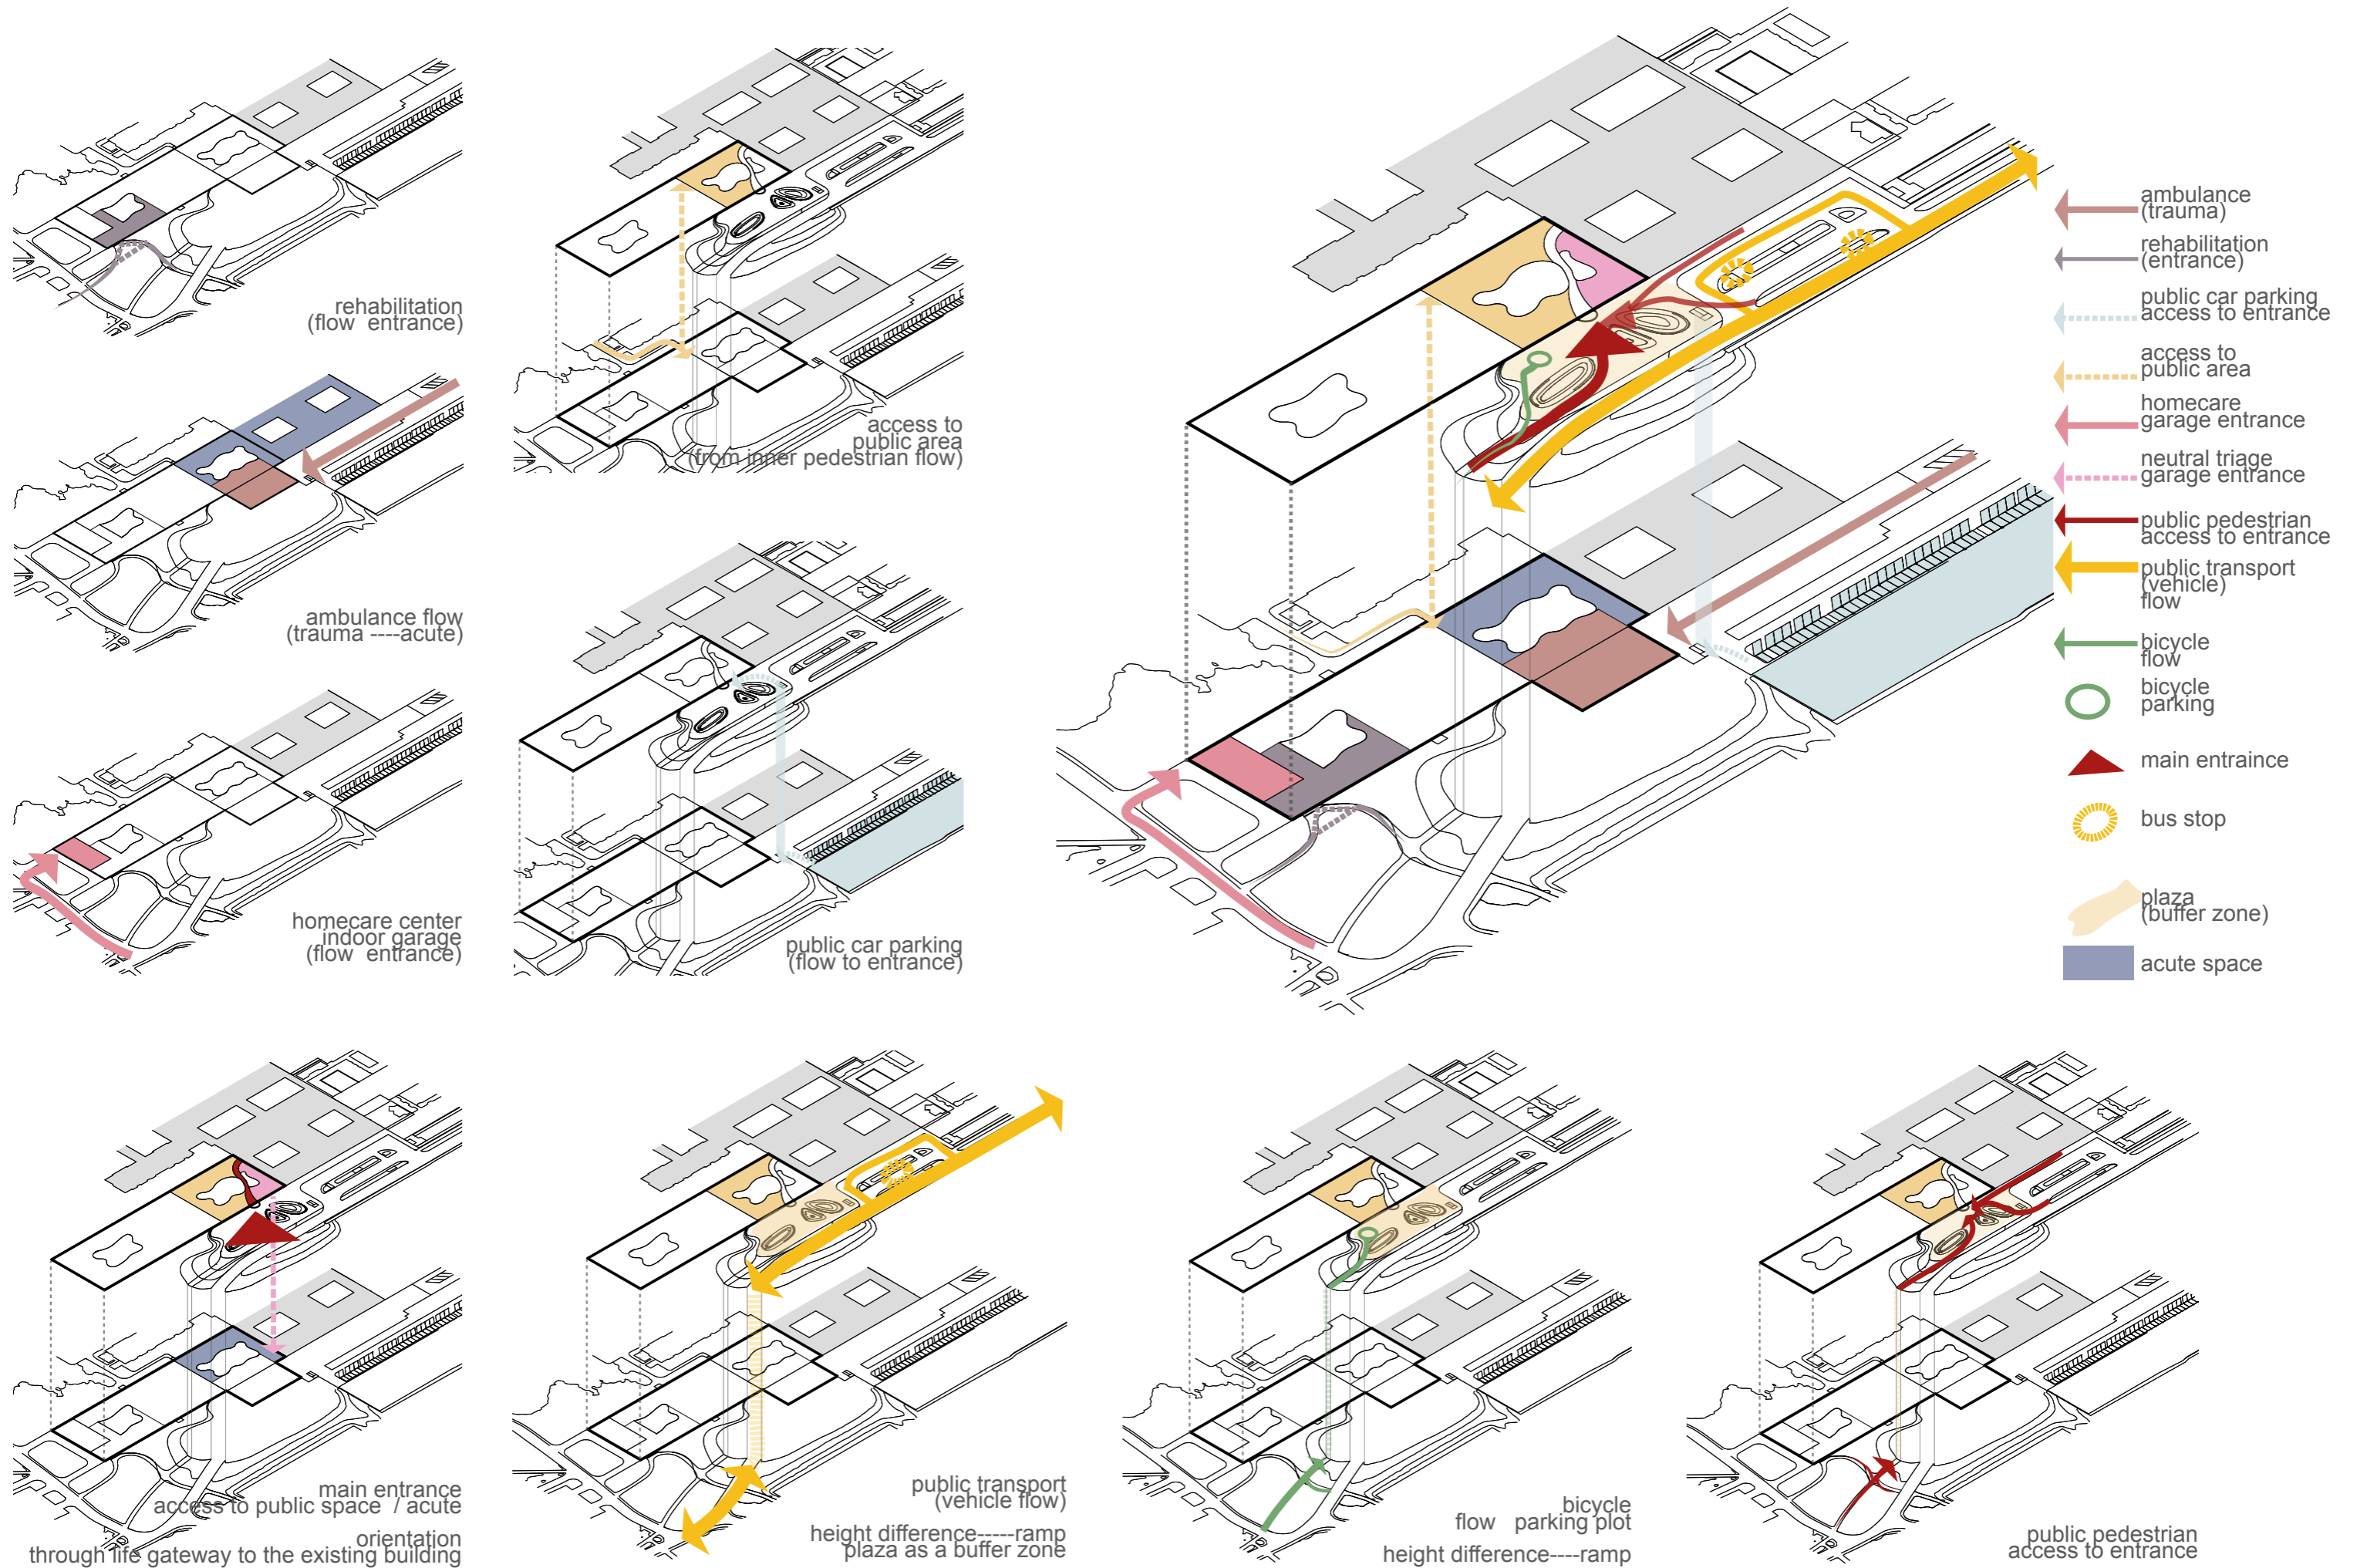 rehabilitation
(flow entrance)
ambulance flow
(trauma ----acute)
homecare center
indoor garage
(flow entrance)
access to
public area
(from inner pedestrian flow)
public car parking
(flow to entrance)
ambulance
(trauma)
rehabilitation
(entrance)
public car parking
access to entrance
access to
public area
homecare
garage entrance
neutral triage
garage entrance
public pedestrian
access to entrance
public transport
(vehicle)
flow
bicycle
flow
bicycle
parking
main entraince
bus stop
plaza
(buffer zone)
acute space
main entrance
access to public space / acute
orientation
through life gateway to the existing building
public transport
(vehicle flow)
height difference-----ramp
plaza as a buffer zone
bicycle
flow parking plot
height difference----ramp
public pedestrian
access to entrance